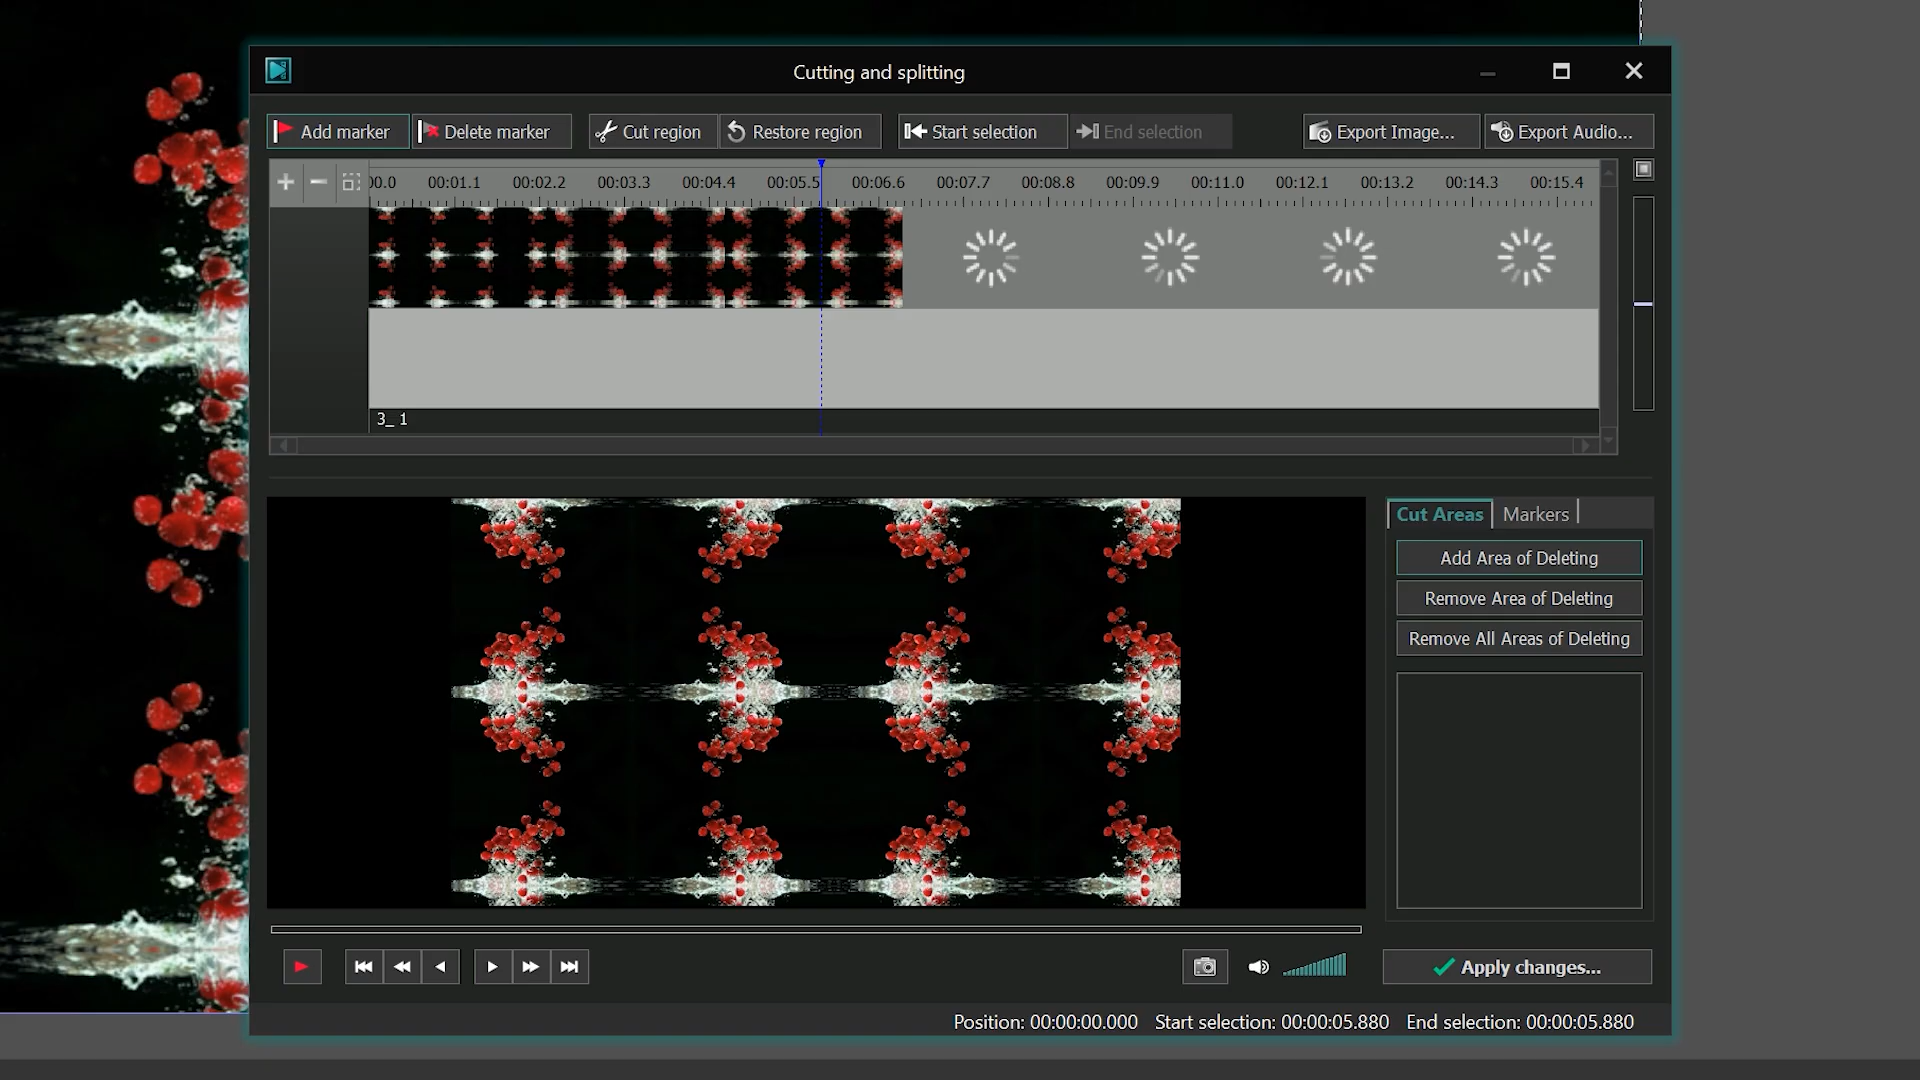 Cutting and splitting
Add marker Delete marker Cut region Restore region Start selection End selection Export Image... Export Audio...
00.0 00:01.1 00:02.2 00:03.3 00:04.4 00:05.5 00:06.6 00:07.7 00:08.8 00:09.9 00:11.0 00:12.1 00:13.2 00:14.3 00:15.4
3_ 1
Cut Areas Markers
Add Area of Deleting
Remove Area of Deleting
Remove All Areas of Deleting
Apply changes...
Position: 00:00:00.000 Start selection: 00:00:05.880 End selection: 00:00:05.880